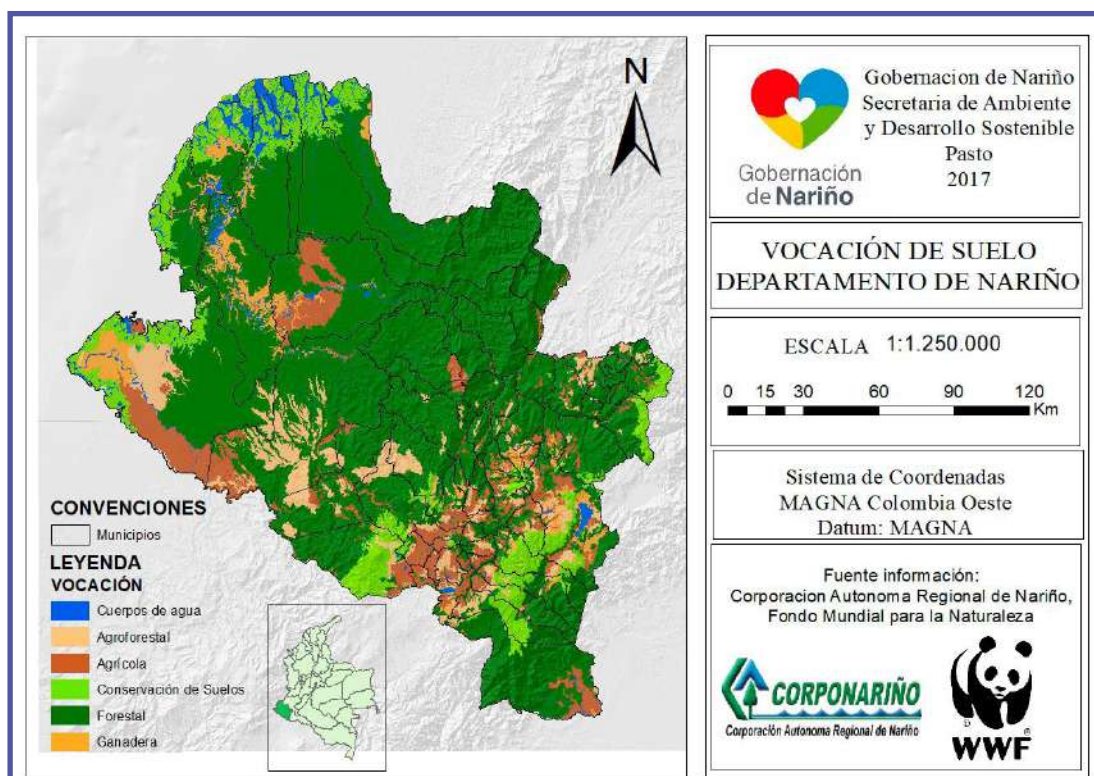 N
CONVENCIONES
Municipios
LEYENDA
VOCACIÓN
Cuerpos de agua
Agroforestal
Agrícola
Conservación de Suelos
Forestal
Ganadera
Gobernación
de Nariño
Gobernacion de Nariño
Secretaria de Ambiente
y Desarrollo Sostenible
Pasto
2017
VOCACIÓN DE SUELO
DEPARTAMENTO DE NARIÑO
ESCALA 1:1.250.000
0 15 30 60 90 120
Km
Sistema de Coordenadas
MAGNA Colombia Oeste
Datum: MAGNA
Fuente información:
Corporacion Autonoma Regional de Nariño,
Fondo Mundial para la Naturaleza
CORPONARIÑO
Corporación Autonoma Regional de Nariño
®
WWF